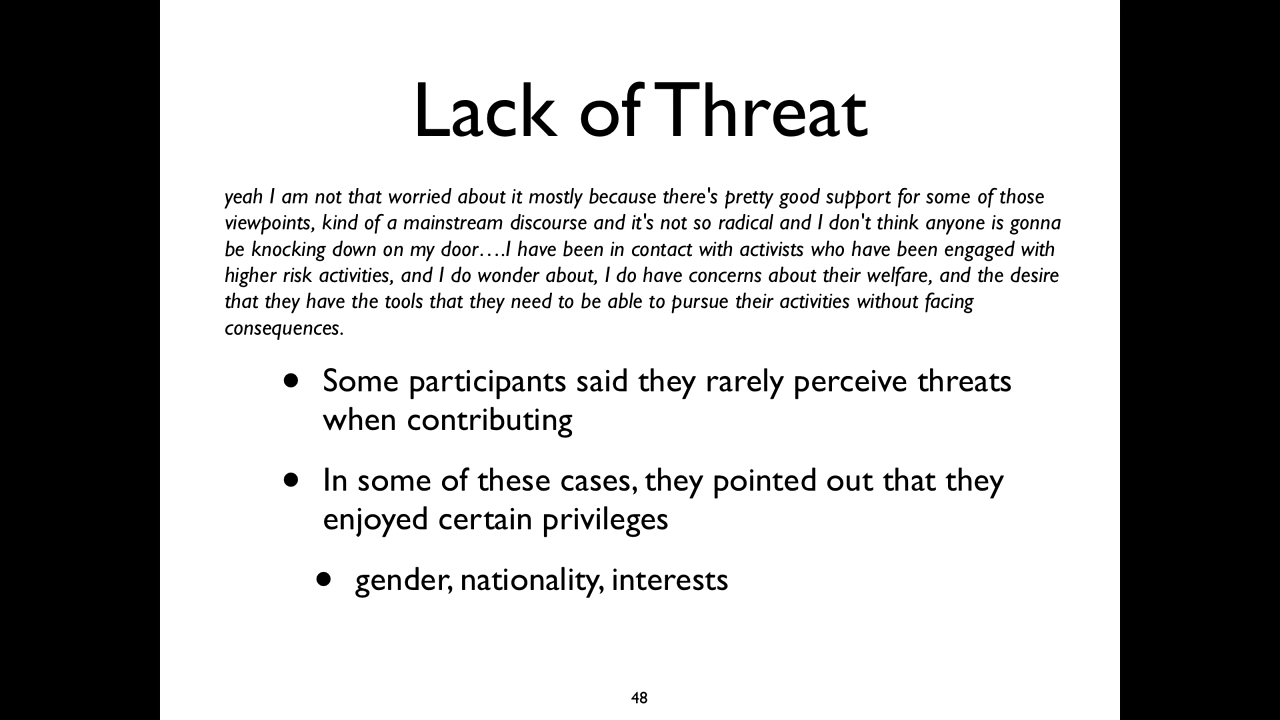 Lack of Threat
yeah I am not that worried about it mostly because there's pretty good support for some of those
viewpoints, kind of a mainstream discourse and it's not so radical and I don't think anyone is gonna
be knocking down on my door….I have been in contact with activists who have been engaged with
higher risk activities, and I do wonder about, I do have concerns about their welfare, and the desire
that they have the tools that they need to be able to pursue their activities without facing
consequences.
• Some participants said they rarely perceive threats
when contributing
• In some of these cases, they pointed out that they
enjoyed certain privileges
• gender, nationality, interests
48